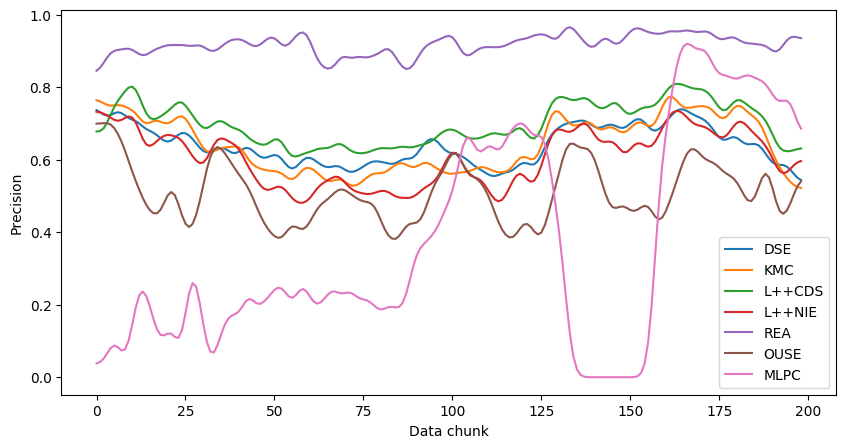 1.0
0.8
0.6
0.4
0.2
0.0
Precision
0
25
50
75
100
125
150
175
200
Data chunk
DSE
KMC
L++CDS
L++NIE
REA
OUSE
MLPC